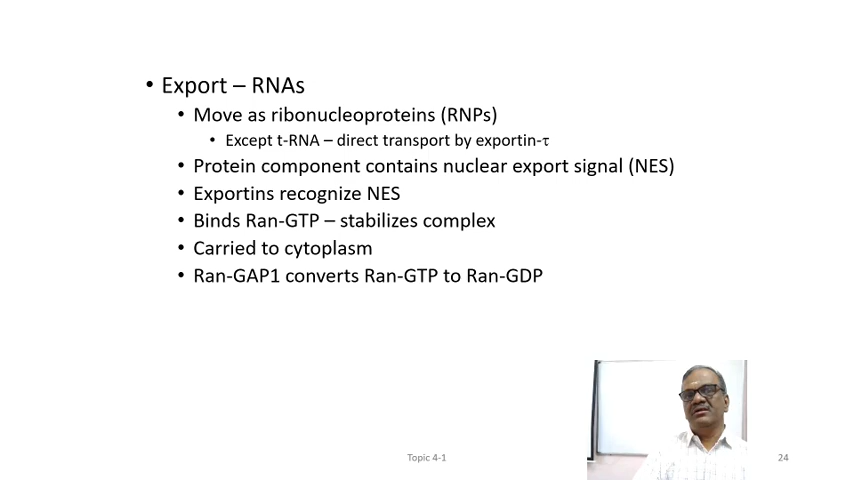 • Export – RNAs
• Move as ribonucleoproteins (RNPs)
• Except t-RNA – direct transport by exportin-τ
• Protein component contains nuclear export signal (NES)
• Exportins recognize NES
• Binds Ran-GTP – stabilizes complex
• Carried to cytoplasm
• Ran-GAP1 converts Ran-GTP to Ran-GDP
Topic 4-1
24